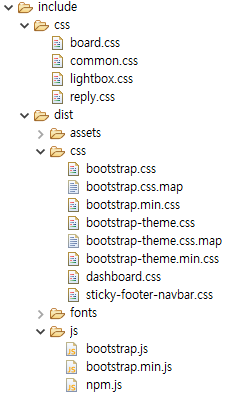 include
css
board.css
common.css
lightbox.css
reply.css
dist
assets
css
bootstrap.css
bootstrap.css.map
bootstrap.min.css
bootstrap-theme.css
bootstrap-theme.css.map
bootstrap-theme.min.css
dashboard.css
sticky-footer-navbar.css
fonts
js
bootstrap.js
bootstrap.min.js
npm.js